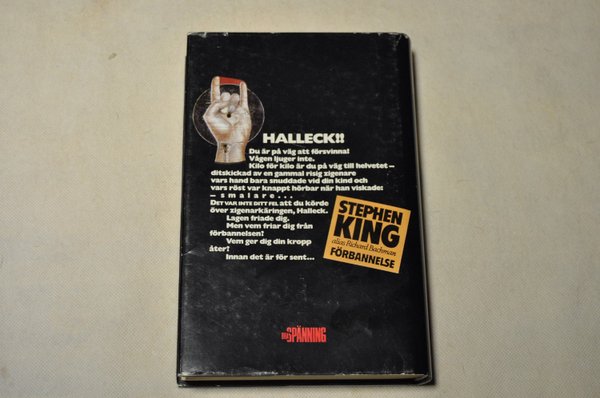 HALLECK!!
Du är på väg att försvinna!
Vågen ljuger inte.
Kilo för kilo är du på väg till helvetet –
ditskickad av en gammal risig zigenare
vars hand bara snuddade vid din kind och
vars röst var knappt hörbar när han viskade:
– smalare...
DET VAR INTE DITT FEL att du körde
över zigenarkäringen, Halleck.
Lagen friade dig.
Men vem friar dig från
förbannelsen?
Vem ger dig din kropp
åter?
Innan det är för sent...
STEPHEN
KING
alias Richard Bachman
FÖRBANNELSE
SPÄNNING